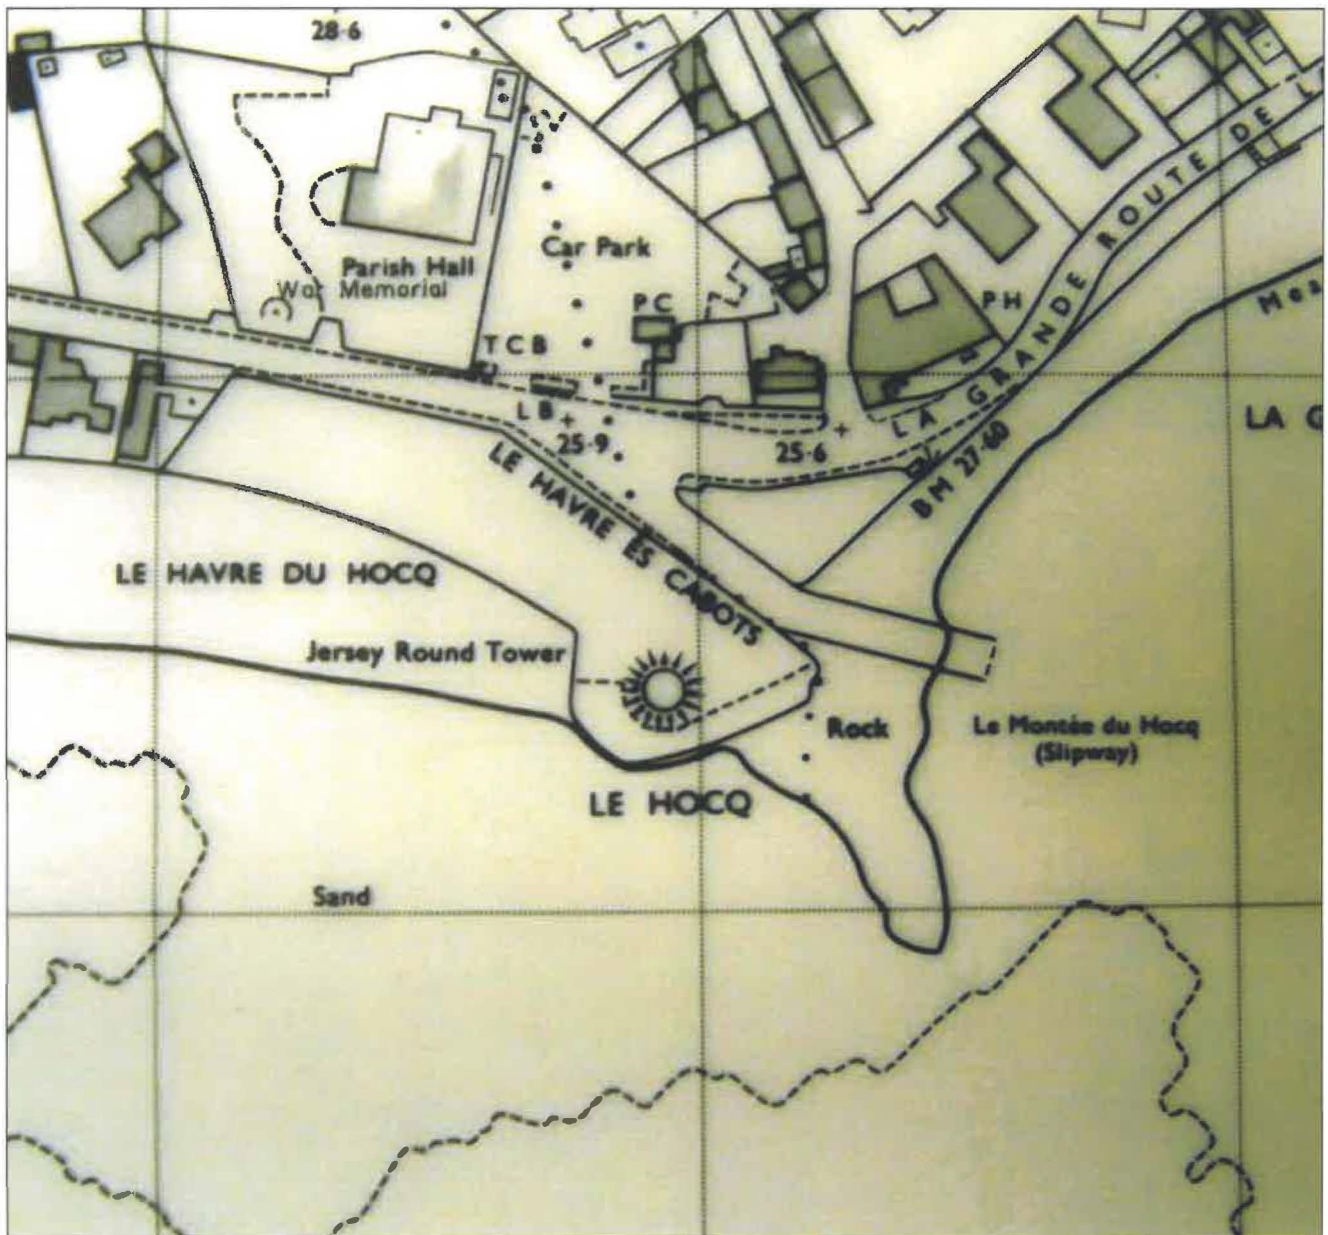 28·6
Car Park
Parish Hall
War Memorial
PC
PH
TCB
LB
25·9
25·6
LA GRANDE ROUTE DE L
BM 27·60
Mea
LA G
LE HAVRE ES CABOTS
LE HAVRE DU HOCQ
Jersey Round Tower
Rock
Le Montée du Hocq
(Slipway)
LE HOCQ
Sand